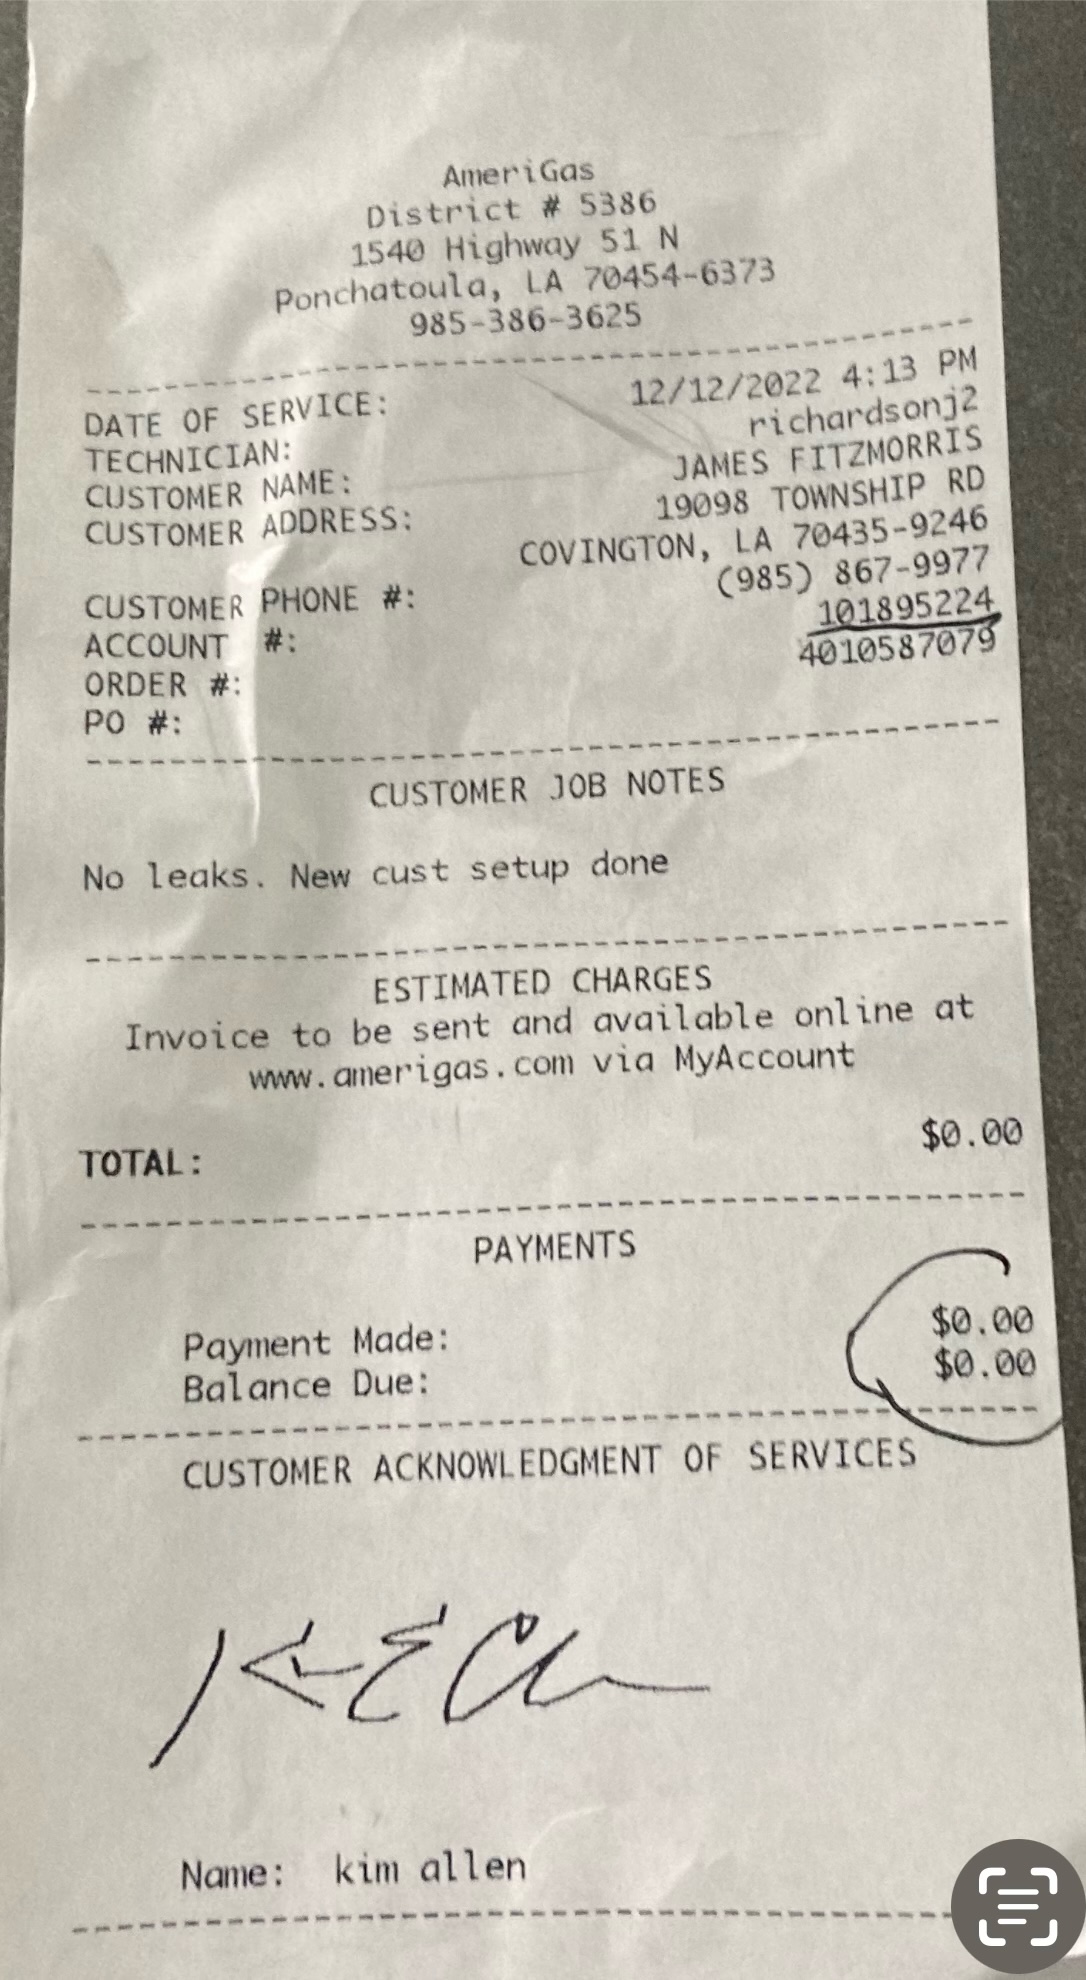 AmeriGas
District # 5386
1540 Highway 51 N
Ponchatoula, LA 70454-6373
985-386-3625
DATE OF SERVICE: 12/12/2022 4:13 PM
TECHNICIAN: richardsonj2
CUSTOMER NAME: JAMES FITZMORRIS
CUSTOMER ADDRESS: 19098 TOWNSHIP RD
COVINGTON, LA 70435-9246
CUSTOMER PHONE #: (985) 867-9977
ACCOUNT #: 101895224
ORDER #: 4010587079
PO #:
CUSTOMER JOB NOTES
No leaks. New cust setup done
ESTIMATED CHARGES
Invoice to be sent and available online at
www.amerigas.com via MyAccount
TOTAL: $0.00
PAYMENTS
Payment Made: $0.00
Balance Due: $0.00
CUSTOMER ACKNOWLEDGMENT OF SERVICES
Name: kim allen